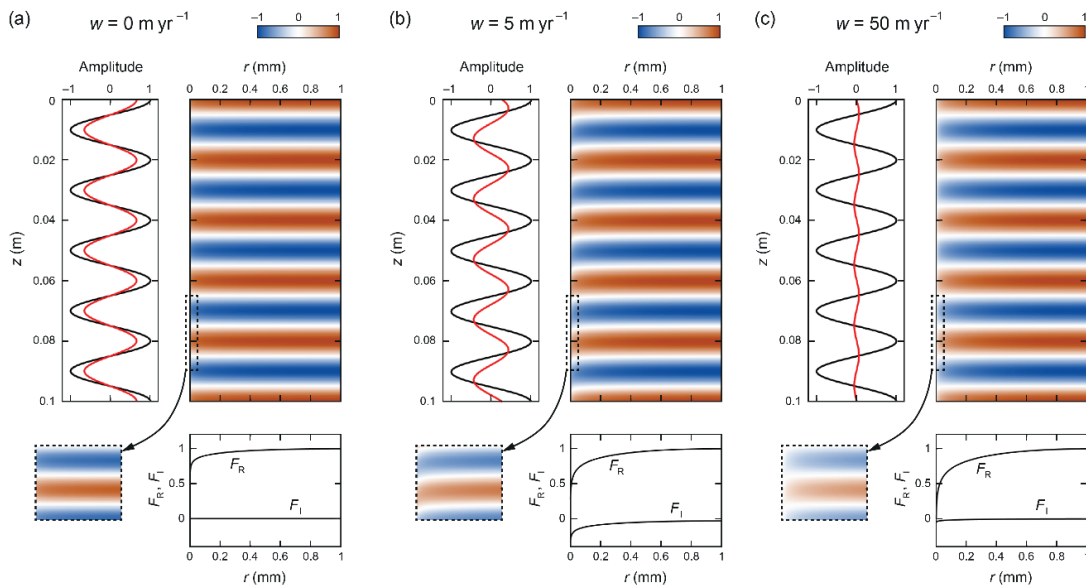 (a) w = 0 m yr⁻¹ −1 0 1
Amplitude r (mm)
−1 0 1 0 0.2 0.4 0.6 0.8 1
0
0.02
0.04
z (m)
0.06
0.08
0.1
1
F_R
F_R, F_I
0.5
F_I
0
0 0.2 0.4 0.6 0.8 1
r (mm)
(b) w = 5 m yr⁻¹ −1 0 1
Amplitude r (mm)
−1 0 1 0 0.2 0.4 0.6 0.8 1
0
0.02
0.04
z (m)
0.06
0.08
0.1
1
F_R
F_R, F_I
0.5
0
F_I
0 0.2 0.4 0.6 0.8 1
r (mm)
(c) w = 50 m yr⁻¹ −1 0 1
Amplitude r (mm)
−1 0 1 0 0.2 0.4 0.6 0.8 1
0
0.02
0.04
z (m)
0.06
0.08
0.1
1
F_R
F_R, F_I
0.5
F_I
0
0 0.2 0.4 0.6 0.8 1
r (mm)